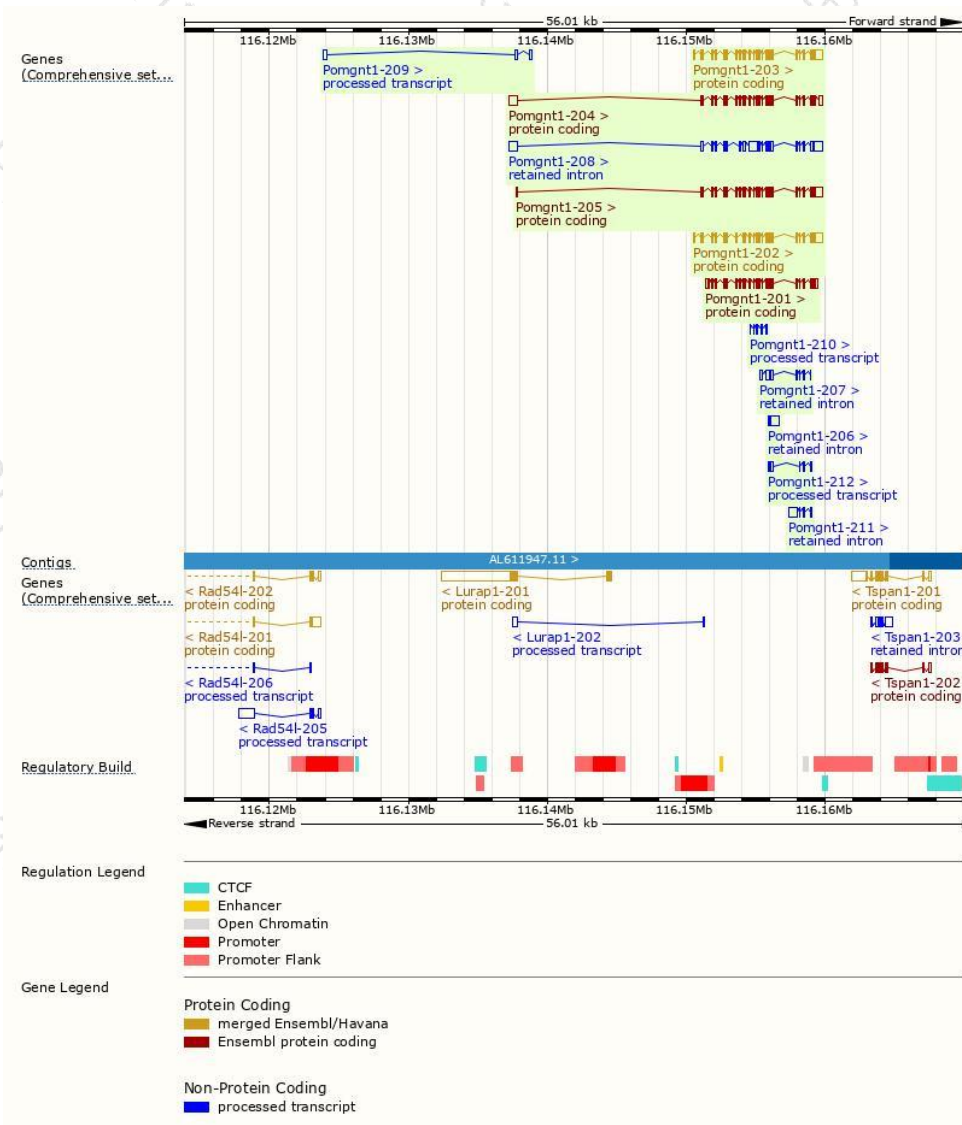 56.01 kb Forward strand
116.12Mb 116.13Mb 116.14Mb 116.15Mb 116.16Mb
Genes
(Comprehensive set...
Pomgnt1-209 >
processed transcript
Pomgnt1-203 >
protein coding
Pomgnt1-204 >
protein coding
Pomgnt1-208 >
retained intron
Pomgnt1-205 >
protein coding
Pomgnt1-202 >
protein coding
Pomgnt1-201 >
protein coding
Pomgnt1-210 >
processed transcript
Pomgnt1-207 >
retained intron
Pomgnt1-206 >
retained intron
Pomgnt1-212 >
processed transcript
Pomgnt1-211 >
retained intron
Contigs AL611947.11 >
Genes
(Comprehensive set...
< Rad54l-202 < Lurap1-201 < Tspan1-201
protein coding protein coding protein coding
< Rad54l-201 < Lurap1-202 < Tspan1-203
protein coding processed transcript retained intron
< Rad54l-206 < Tspan1-202
processed transcript protein coding
< Rad54l-205
processed transcript
Regulatory Build
116.12Mb 116.13Mb 116.14Mb 116.15Mb 116.16Mb
Reverse strand 56.01 kb
Regulation Legend
CTCF
Enhancer
Open Chromatin
Promoter
Promoter Flank
Gene Legend
Protein Coding
merged Ensembl/Havana
Ensembl protein coding
Non-Protein Coding
processed transcript